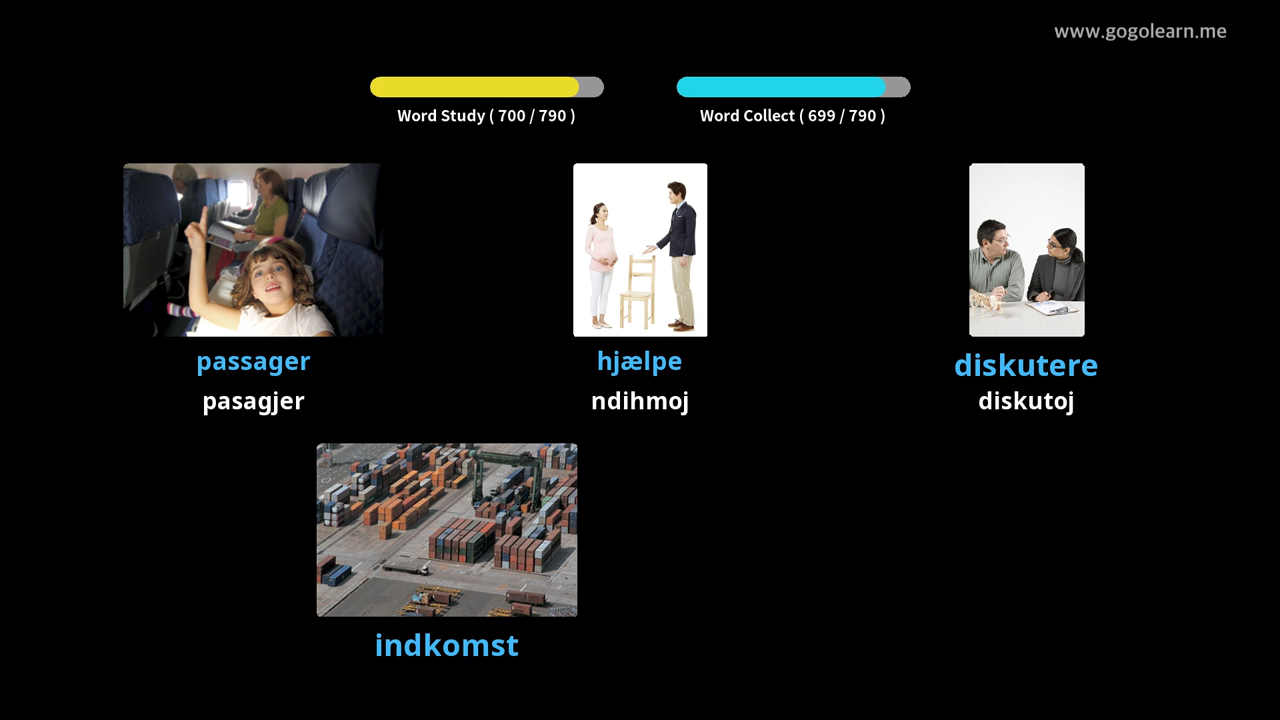 www.gogolearn.me
Word Study ( 700 / 790 )
Word Collect ( 699 / 790 )
passager
pasagjer
hjælpe
ndihmoj
diskutere
diskutoj
indkomst